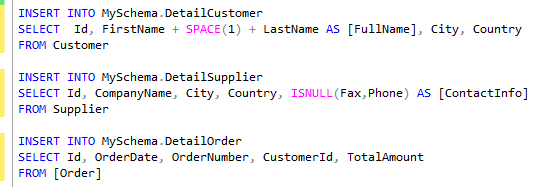 INSERT INTO MySchema.DetailCustomer
SELECT  Id, FirstName + SPACE(1) + LastName AS [FullName], City, Country
FROM Customer
INSERT INTO MySchema.DetailSupplier
SELECT Id, CompanyName, City, Country, ISNULL(Fax,Phone) AS [ContactInfo]
FROM Supplier
INSERT INTO MySchema.DetailOrder
SELECT Id, OrderDate, OrderNumber, CustomerId, TotalAmount
FROM [Order]